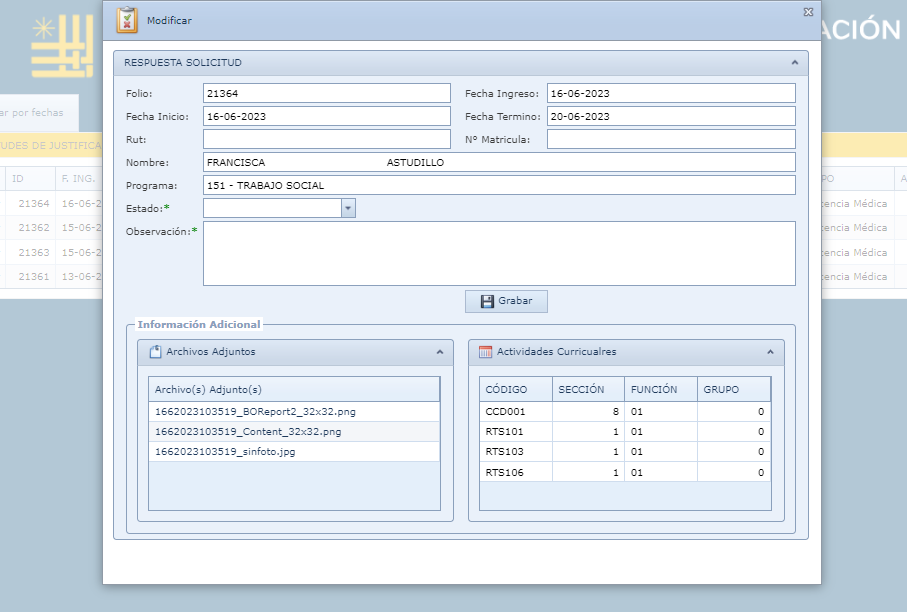 Modificar
ACIÓN
RESPUESTA SOLICITUD
Folio: 21364 Fecha Ingreso: 16-06-2023
ar por fechas
Fecha Inicio: 16-06-2023 Fecha Termino: 20-06-2023
Rut: Nº Matricula:
UDES DE JUSTIFICA
Nombre: FRANCISCA ASTUDILLO
ID F. ING. PO A
Programa: 151 - TRABAJO SOCIAL
21364 16-06-2 cencia Médica
Estado:*
21362 15-06-2 cencia Médica
Observación:*
21363 15-06-2 cencia Médica
21361 13-06-2 cencia Médica
Grabar
Información Adicional
Archivos Adjuntos
Archivo(s) Adjunto(s)
1662023103519_BOReport2_32x32.png
1662023103519_Content_32x32.png
1662023103519_sinfoto.jpg
Actividades Curricualres
CÓDIGO SECCIÓN FUNCIÓN GRUPO
CCD001 8 01 0
RTS101 1 01 0
RTS103 1 01 0
RTS106 1 01 0